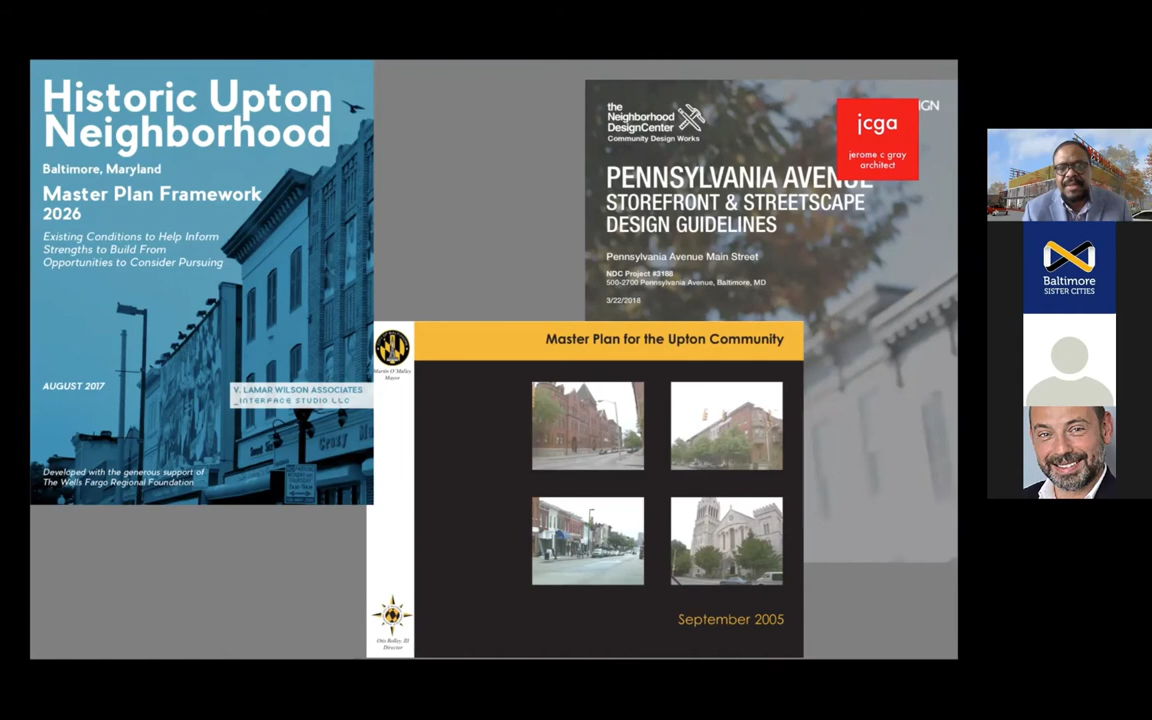 Historic Upton
Neighborhood
Baltimore, Maryland
Master Plan Framework
2026
Existing Conditions to Help Inform
Strengths to Build From
Opportunities to Consider Pursuing
AUGUST 2017
V. LAMAR WILSON ASSOCIATES
_INTERFACE STUDIO LLC
Developed with the generous support of
The Wells Fargo Regional Foundation
the
Neighborhood
DesignCenter
Community Design Works
PENNSYLVANIA AVENUE
STOREFRONT & STREETSCAPE
DESIGN GUIDELINES
Pennsylvania Avenue Main Street
NDC Project #3188
500-2700 Pennsylvania Avenue, Baltimore, MD
3/22/2018
jcga
jerome c gray
architect
Martin O'Malley
Mayor
Master Plan for the Upton Community
September 2005
Otis Rolley, III
Director
Baltimore
SISTER CITIES